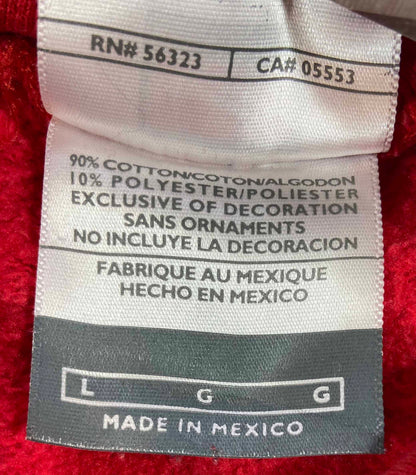 RN# 56323 CA# 05553
90% COTTON/COTON/ALGODON
10% POLYESTER/POLIESTER
EXCLUSIVE OF DECORATION
SANS ORNAMENTS
NO INCLUYE LA DECORACION
FABRIQUE AU MEXIQUE
HECHO EN MEXICO
L G G
MADE IN MEXICO